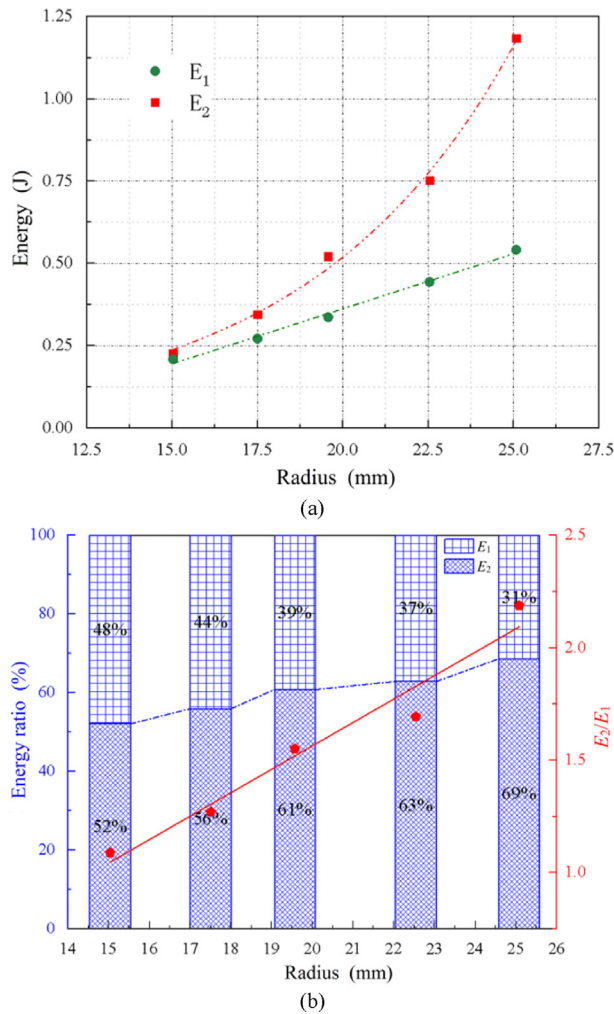 1.25
1.00
0.75
0.50
0.25
0.00
Energy (J)
E1
E2
12.5 15.0 17.5 20.0 22.5 25.0 27.5
Radius (mm)
(a)
100
80
60
40
20
0
Energy ratio (%)
E1
E2
48% 44% 39% 37% 31%
52% 56% 61% 63% 69%
2.5
2.0
1.5
1.0
E2/E1
14 15 16 17 18 19 20 21 22 23 24 25 26
Radius (mm)
(b)